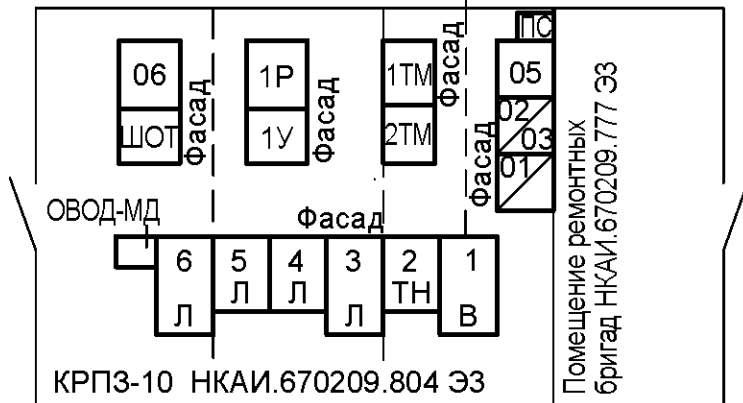 ПС
06
1Р
1ТМ
05
Фасад
Фасад
Фасад
ШОТ
1У
2ТМ
02
03
01
Фасад
ОВОД-МД
Фасад
6
5
4
3
2
1
Л
Л
Л
Л
ТН
В
КРПЗ-10 НКАИ.670209.804 ЭЗ
Помещение ремонтных
бригад НКАИ.670209.777 ЭЗ